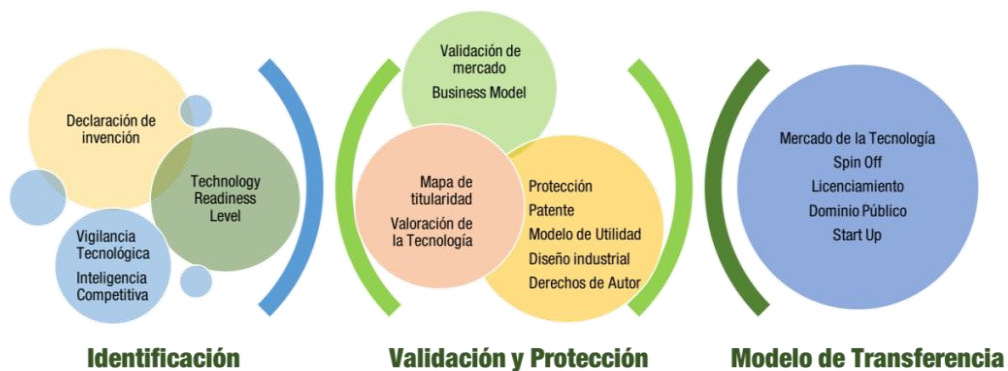 Declaración de
invención
Technology
Readiness
Level
Vigilancia
Tecnológica
Inteligencia
Competitiva
Identificación
Validación de
mercado
Business Model
Mapa de
titularidad
Valoración de
la Tecnología
Protección
Patente
Modelo de Utilidad
Diseño industrial
Derechos de Autor
Validación y Protección
Mercado de la Tecnología
Spin Off
Licenciamiento
Dominio Público
Start Up
Modelo de Transferencia